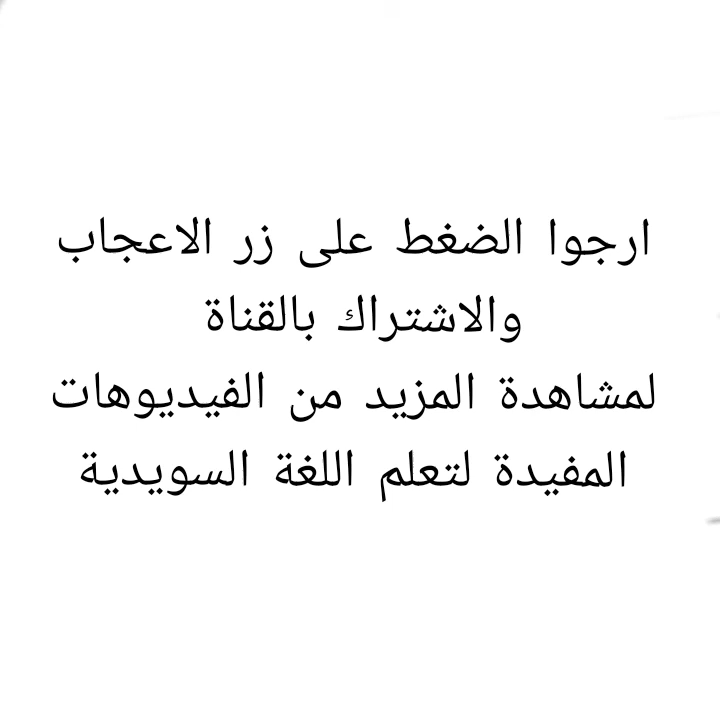 ارجوا الضغط على زر الاعجاب
والاشتراك بالقناة
لمشاهدة المزيد من الفيديوهات
المفيدة لتعلم اللغة السويدية